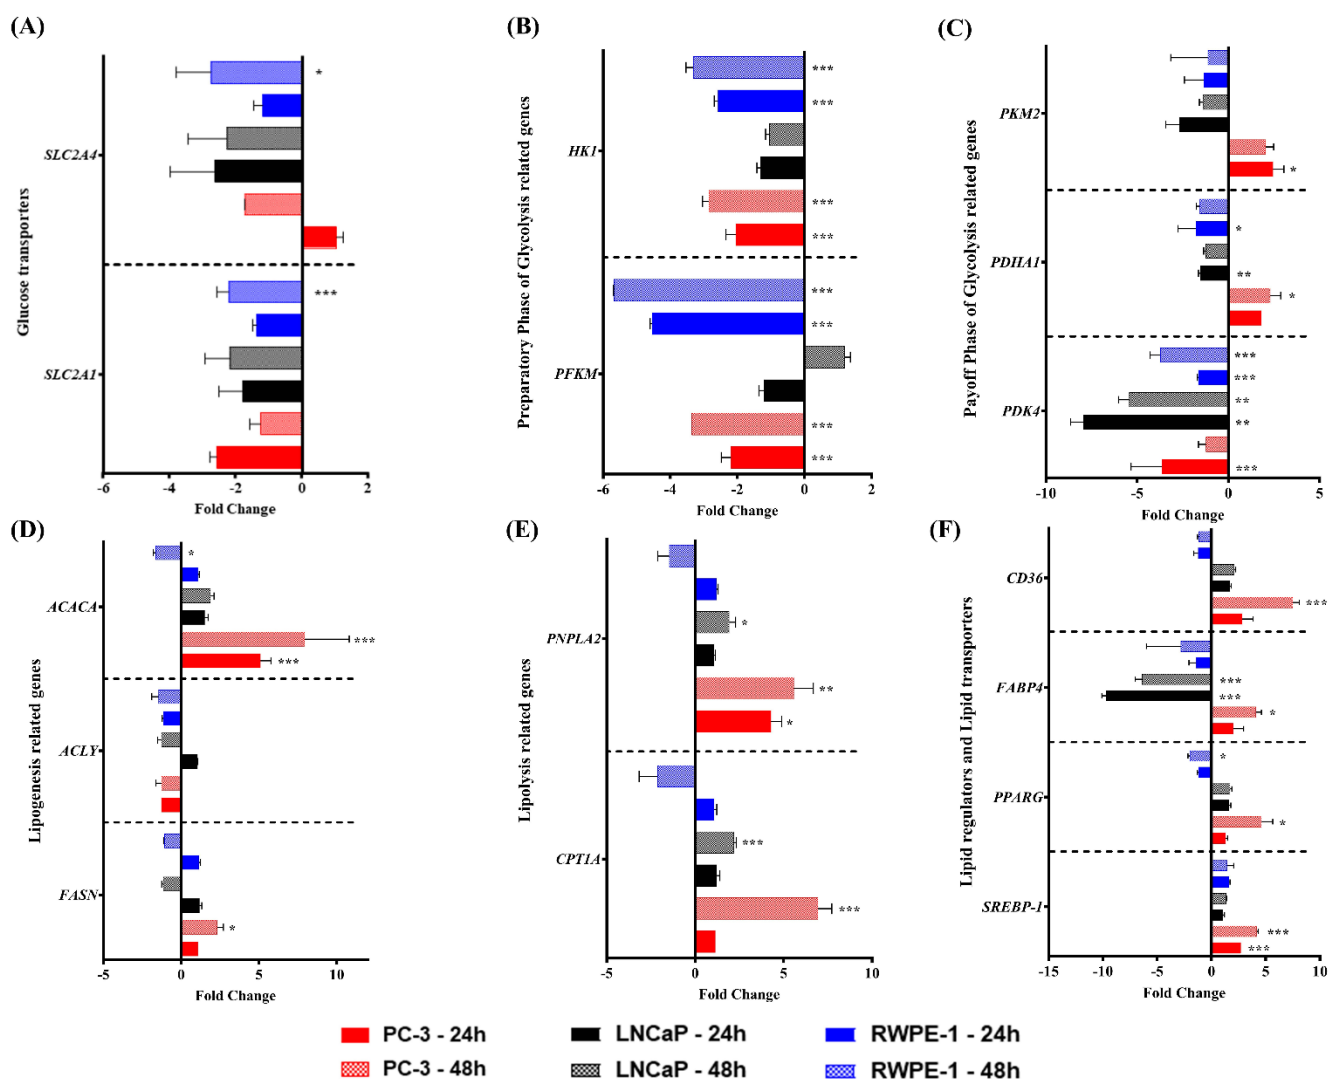 (A)
Glucose transporters
SLC2A4
*
SLC2A1
***
-6 -4 -2 0 2
Fold Change
(B)
Preparatory Phase of Glycolysis related genes
HK1
***
***
***
***
PFKM
***
***
***
***
-6 -4 -2 0 2
Fold Change
(C)
Payoff Phase of Glycolysis related genes
PKM2
*
PDHA1
*
**
*
PDK4
***
***
**
**
***
-10 -5 0 5
Fold Change
(D)
Lipogenesis related genes
ACACA
*
***
***
ACLY
FASN
*
-5 0 5 10
Fold Change
(E)
Lipolysis related genes
PNPLA2
*
**
*
CPT1A
***
***
-5 0 5 10
Fold Change
(F)
Lipid regulators and Lipid transporters
CD36
***
FABP4
***
***
*
PPARG
*
*
SREBP-1
***
***
-15 -10 -5 0 5 10
Fold Change
PC-3 - 24h LNCaP - 24h RWPE-1 - 24h
PC-3 - 48h LNCaP - 48h RWPE-1 - 48h